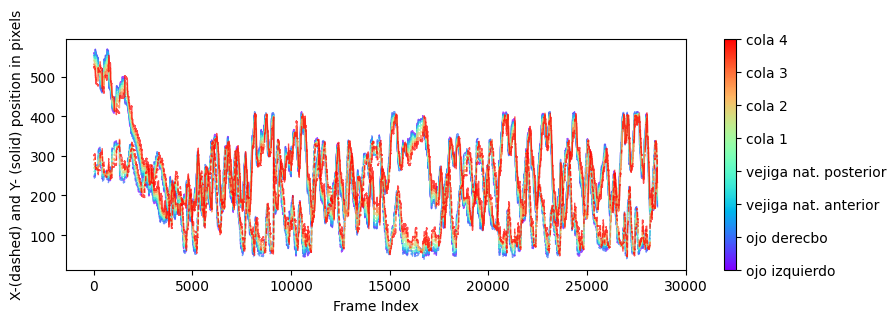 X-(dashed) and Y- (solid) position in pixels
500
400
300
200
100
0
5000
10000
15000
20000
25000
30000
Frame Index
cola 4
cola 3
cola 2
cola 1
vejiga nat. posterior
vejiga nat. anterior
ojo derecbo
ojo izquierdo